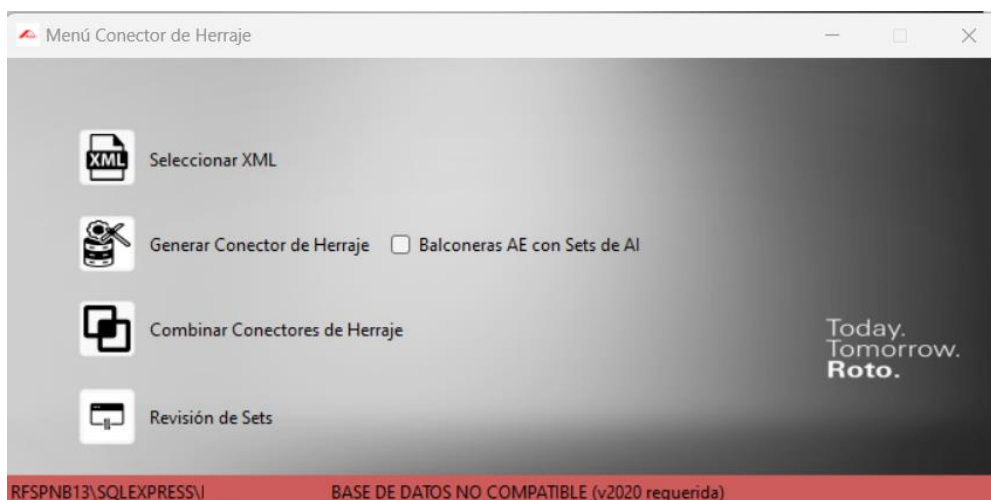 Menú Conector de Herraje
XML
Seleccionar XML
Generar Conector de Herraje
Balconeras AE con Sets de AI
Combinar Conectores de Herraje
Revisión de Sets
Today.
Tomorrow.
Roto.
RFSPNB13\SQLEXPRESS\I
BASE DE DATOS NO COMPATIBLE (v2020 requerida)